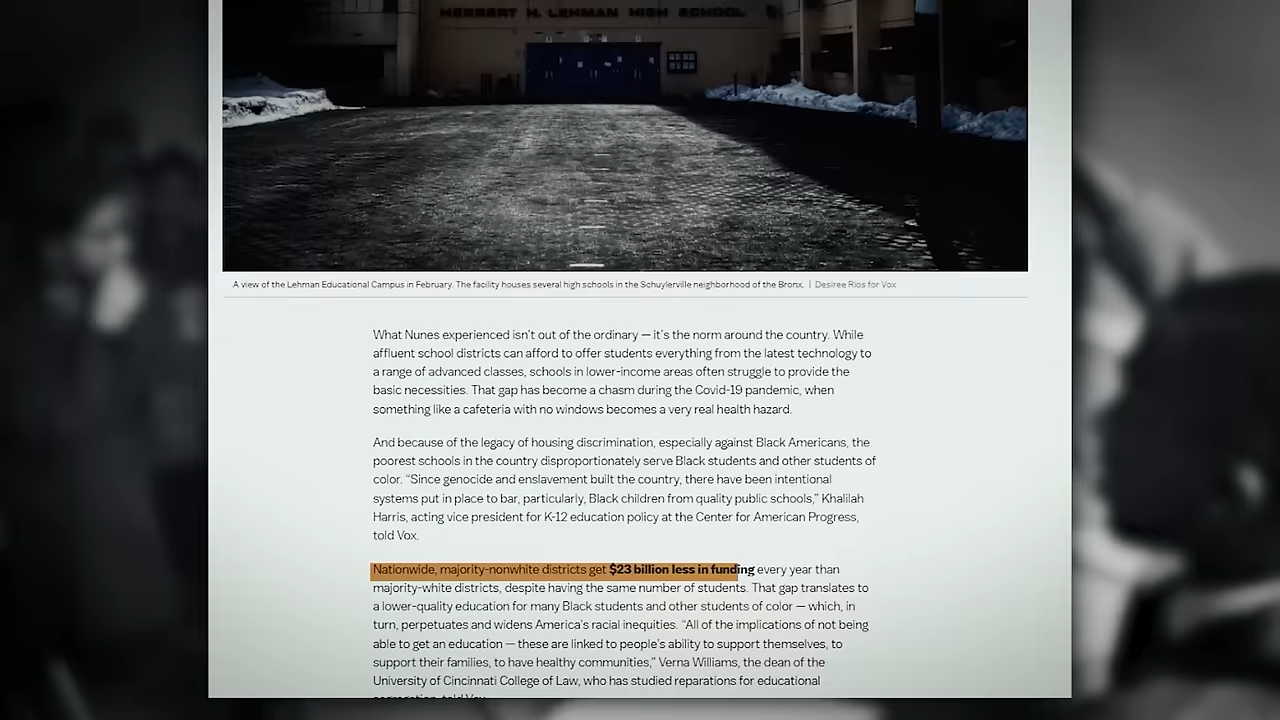 HERBERT H. LEHMAN HIGH SCHOOL
A view of the Lehman Educational Campus in February. The facility houses several high schools in the Schuylerville neighborhood of the Bronx. | Desiree Rios for Vox
What Nunes experienced isn't out of the ordinary — it's the norm around the country. While
affluent school districts can afford to offer students everything from the latest technology to
a range of advanced classes, schools in lower-income areas often struggle to provide the
basic necessities. That gap has become a chasm during the Covid-19 pandemic, when
something like a cafeteria with no windows becomes a very real health hazard.
And because of the legacy of housing discrimination, especially against Black Americans, the
poorest schools in the country disproportionately serve Black students and other students of
color. “Since genocide and enslavement built the country, there have been intentional
systems put in place to bar, particularly, Black children from quality public schools,” Khalilah
Harris, acting vice president for K-12 education policy at the Center for American Progress,
told Vox.
Nationwide, majority-nonwhite districts get $23 billion less in funding every year than
majority-white districts, despite having the same number of students. That gap translates to
a lower-quality education for many Black students and other students of color — which, in
turn, perpetuates and widens America's racial inequities. “All of the implications of not being
able to get an education — these are linked to people's ability to support themselves, to
support their families, to have healthy communities,” Verna Williams, the dean of the
University of Cincinnati College of Law, who has studied reparations for educational
segregation, told Vox.